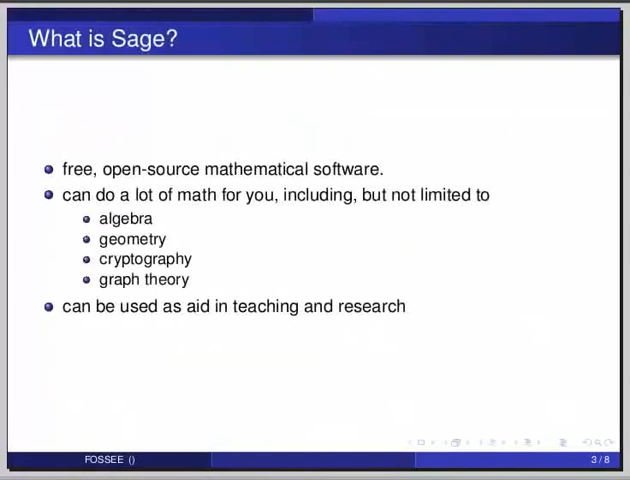 What is Sage?
free, open-source mathematical software.
can do a lot of math for you, including, but not limited to
algebra
geometry
cryptography
graph theory
can be used as aid in teaching and research
FOSSEE ()
3 / 8